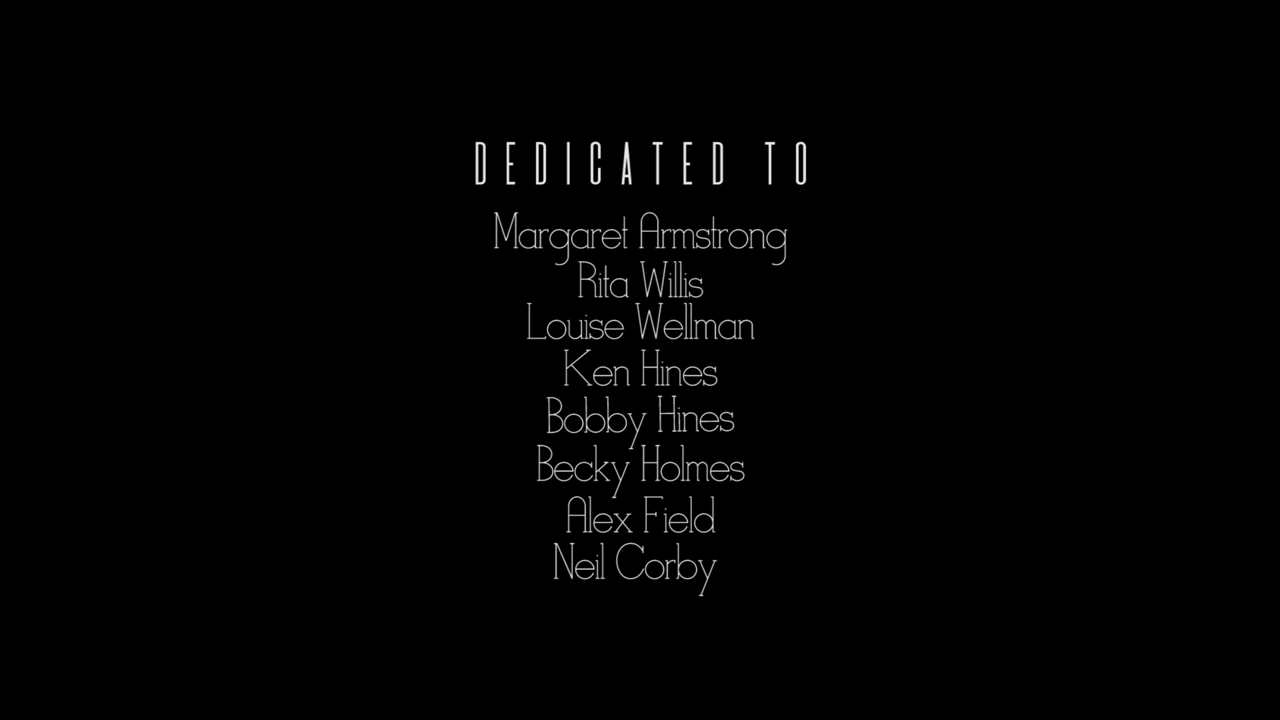 DEDICATED TO
Margaret Armstrong
Rita Willis
Louise Wellman
Ken Hines
Bobby Hines
Becky Holmes
Alex Field
Neil Corby